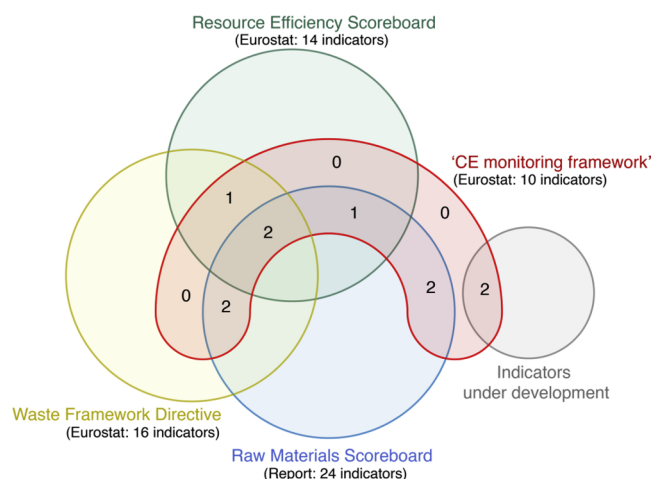 Resource Efficiency Scoreboard
(Eurostat: 14 indicators)
'CE monitoring framework'
(Eurostat: 10 indicators)
0
1
1
0
2
0
2
2
2
Indicators
under development
Waste Framework Directive
(Eurostat: 16 indicators)
Raw Materials Scoreboard
(Report: 24 indicators)